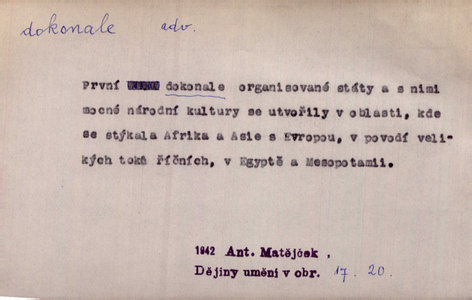 dokonale adv.
První dokonale organisované státy a s nimi
mocné národní kultury se utvořily v oblasti, kde
se stýkala Afrika a Asie s Evropou, v povodí veli-
kých toků říčních, v Egyptě a Mesopotamii.
1942 Ant. Matějček ,
Dějiny umění v obr. 17. 20.